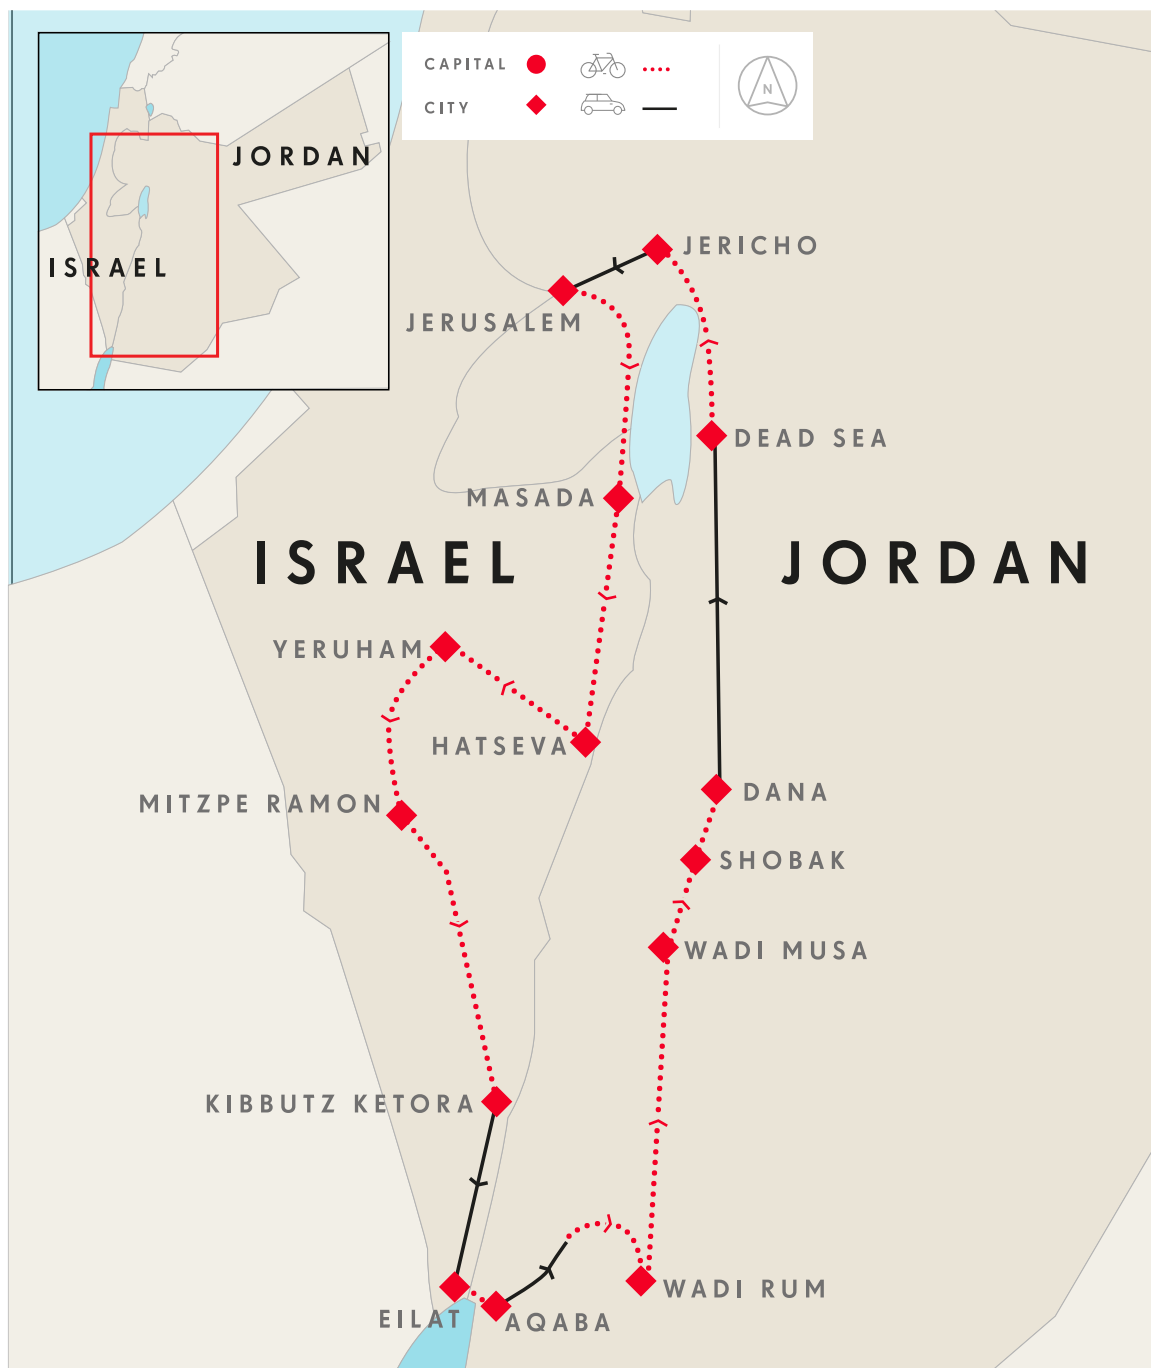 CAPITAL
CITY
N
JORDAN
ISRAEL
JERICHO
JERUSALEM
DEAD SEA
MASADA
ISRAEL
JORDAN
YERUHAM
HATSEVA
DANA
MITZPE RAMON
SHOBAK
WADI MUSA
KIBBUTZ KETORA
WADI RUM
EILAT
AQABA